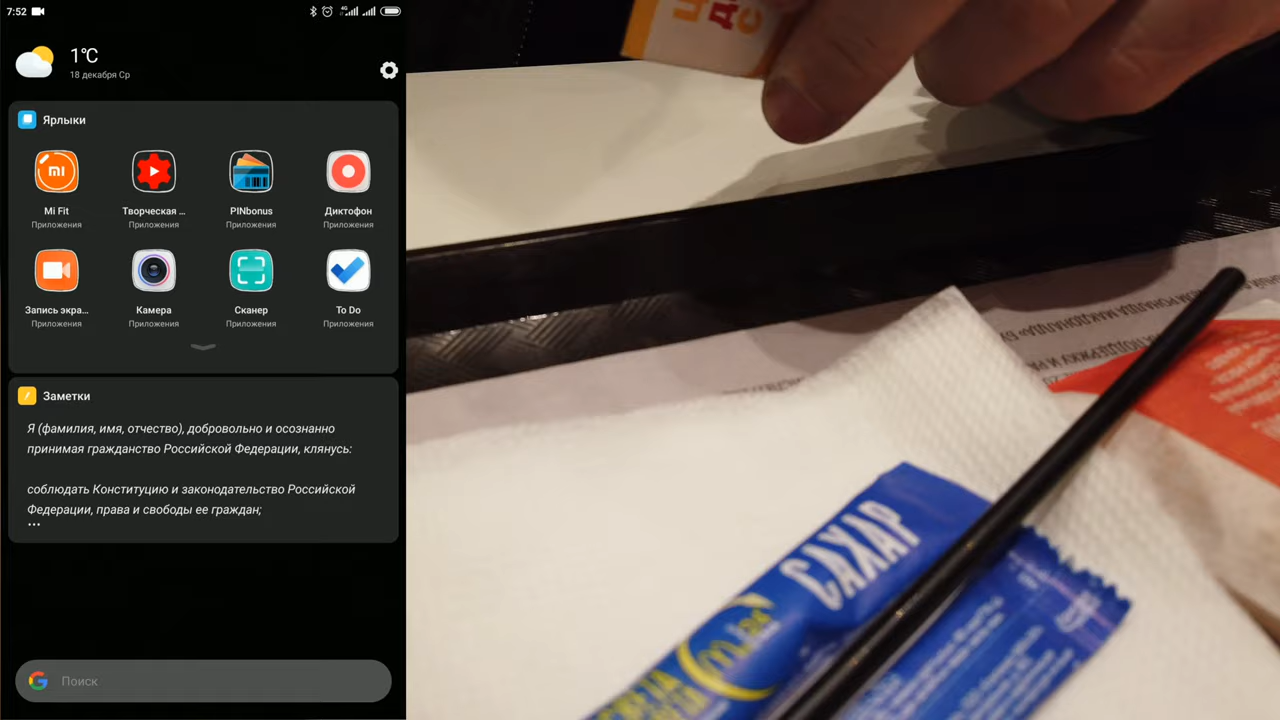 7:52
4G
1℃
18 декабря Ср
Ярлыки
Mi Fit
Приложения
Творческая ...
Приложения
PINbonus
Приложения
Диктофон
Приложения
Запись экра...
Приложения
Камера
Приложения
Сканер
Приложения
To Do
Приложения
Заметки
Я (фамилия, имя, отчество), добровольно и осознанно
принимая гражданство Российской Федерации, клянусь:
соблюдать Конституцию и законодательство Российской
Федерации, права и свободы ее граждан;
...
Поиск
САХАР